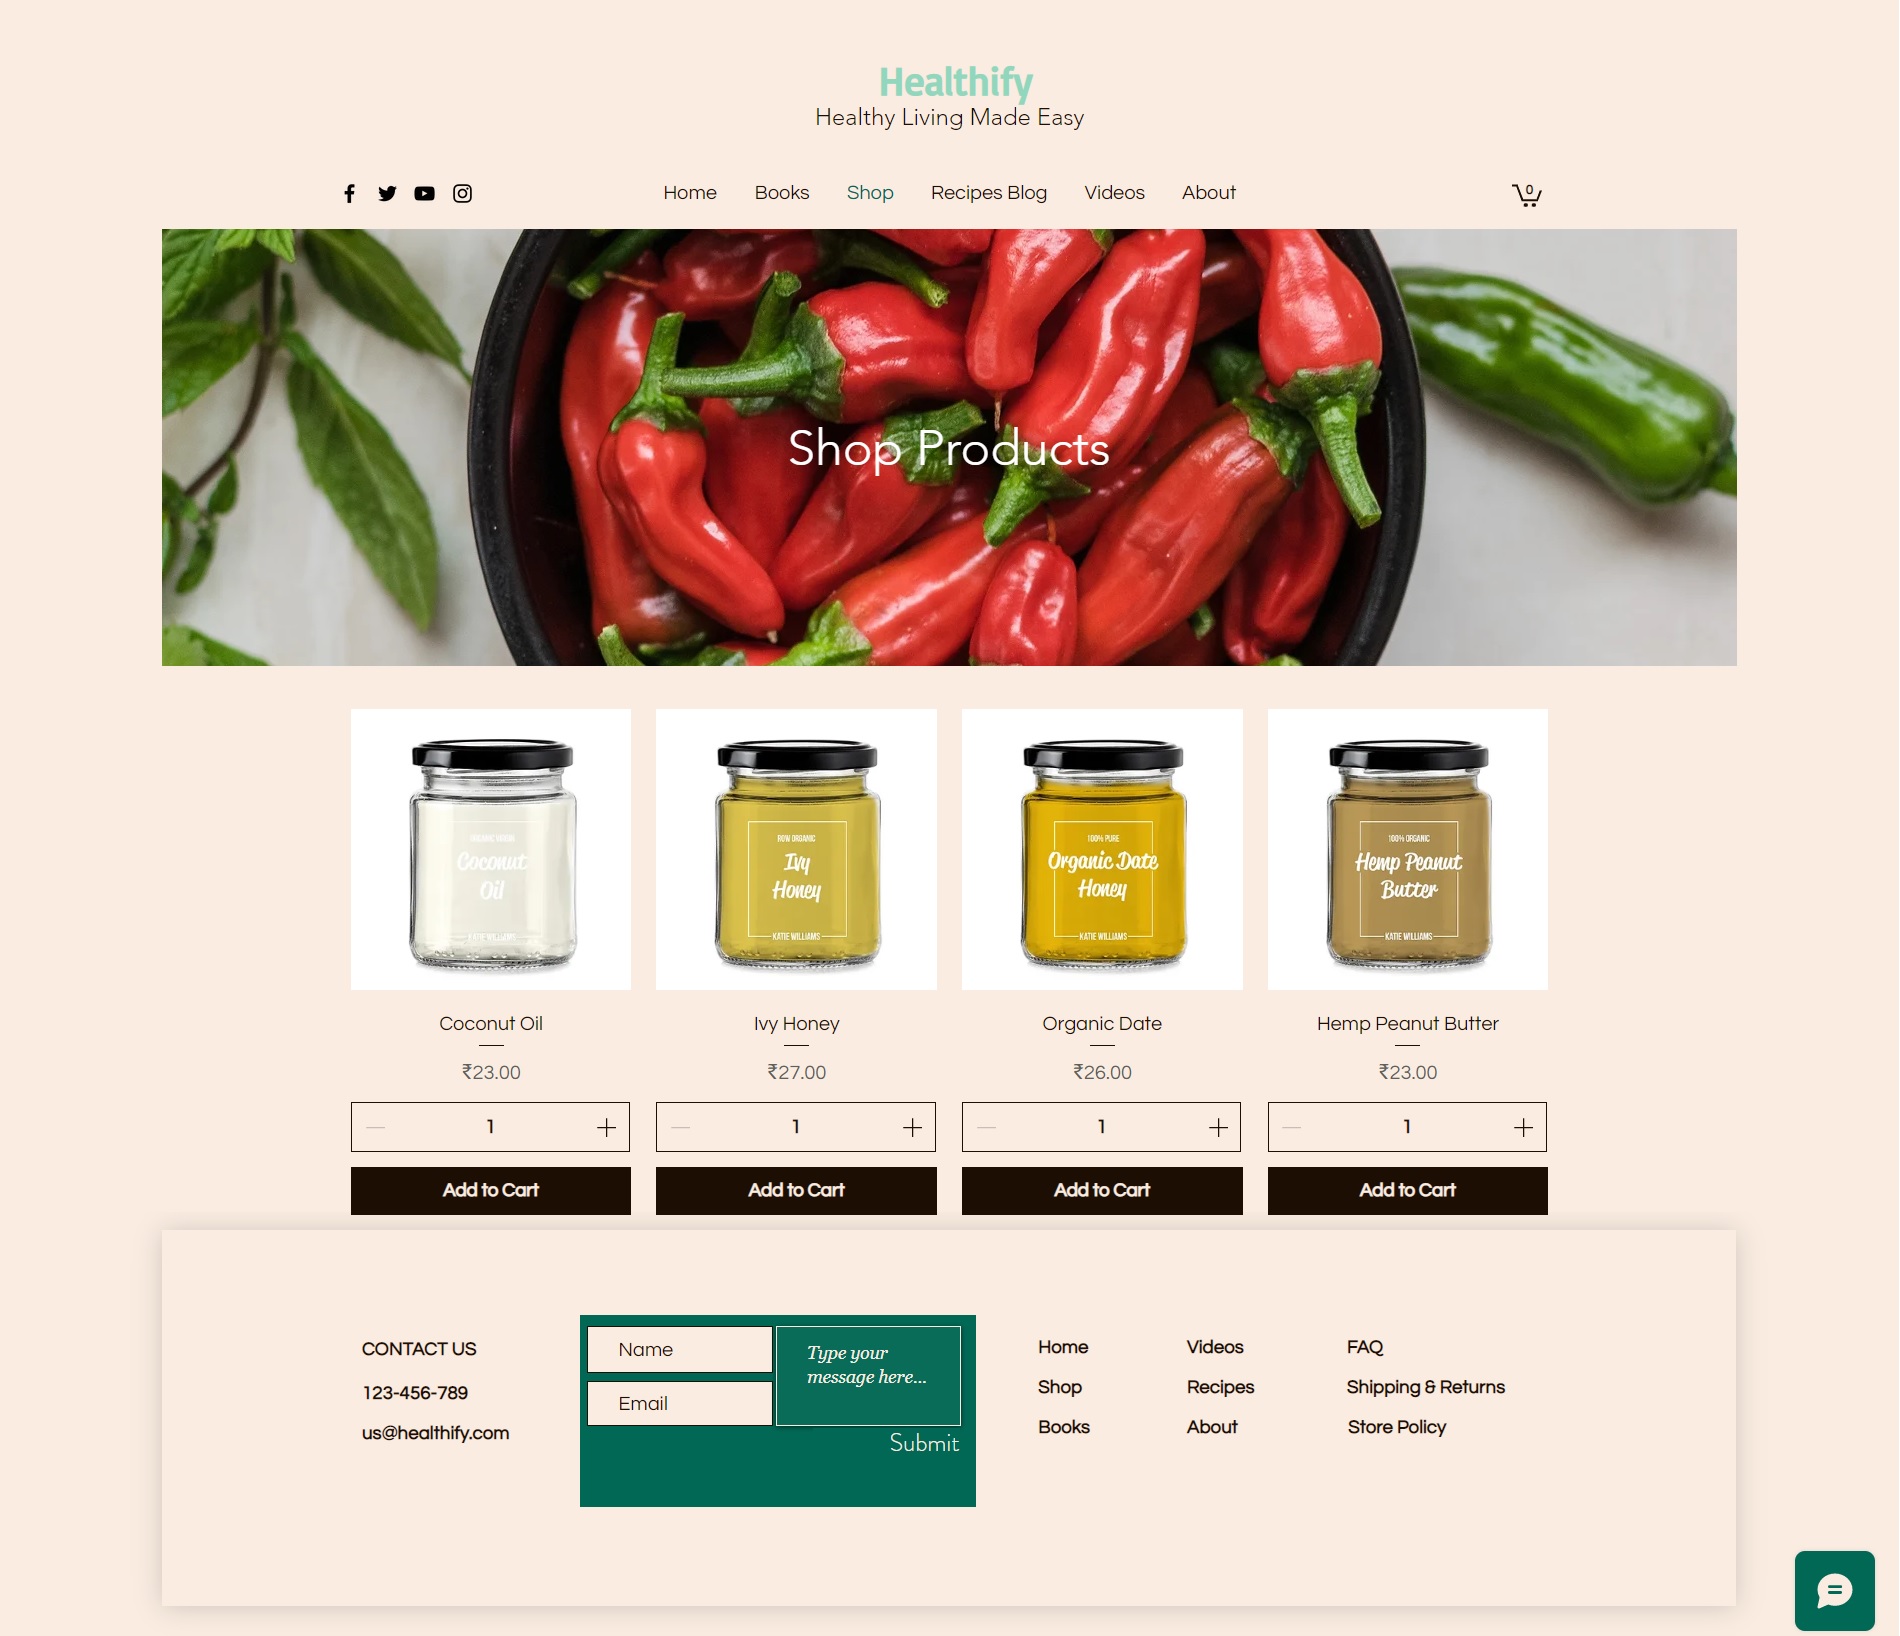 Healthify
Healthy Living Made Easy
Home Books Shop Recipes Blog Videos About
0
Shop Products
ORGANIC VIRGIN
Coconut
Oil
KATIE WILLIAMS
ROW ORGANIC
Ivy
Honey
KATIE WILLIAMS
100% PURE
Organic Date
Honey
KATIE WILLIAMS
100% ORGANIC
Hemp Peanut
Butter
KATIE WILLIAMS
Coconut Oil
₹23.00
1
Add to Cart
Ivy Honey
₹27.00
1
Add to Cart
Organic Date
₹26.00
1
Add to Cart
Hemp Peanut Butter
₹23.00
1
Add to Cart
CONTACT US
123-456-789
us@healthify.com
Name
Email
Type your
message here...
Submit
Home
Shop
Books
Videos
Recipes
About
FAQ
Shipping & Returns
Store Policy